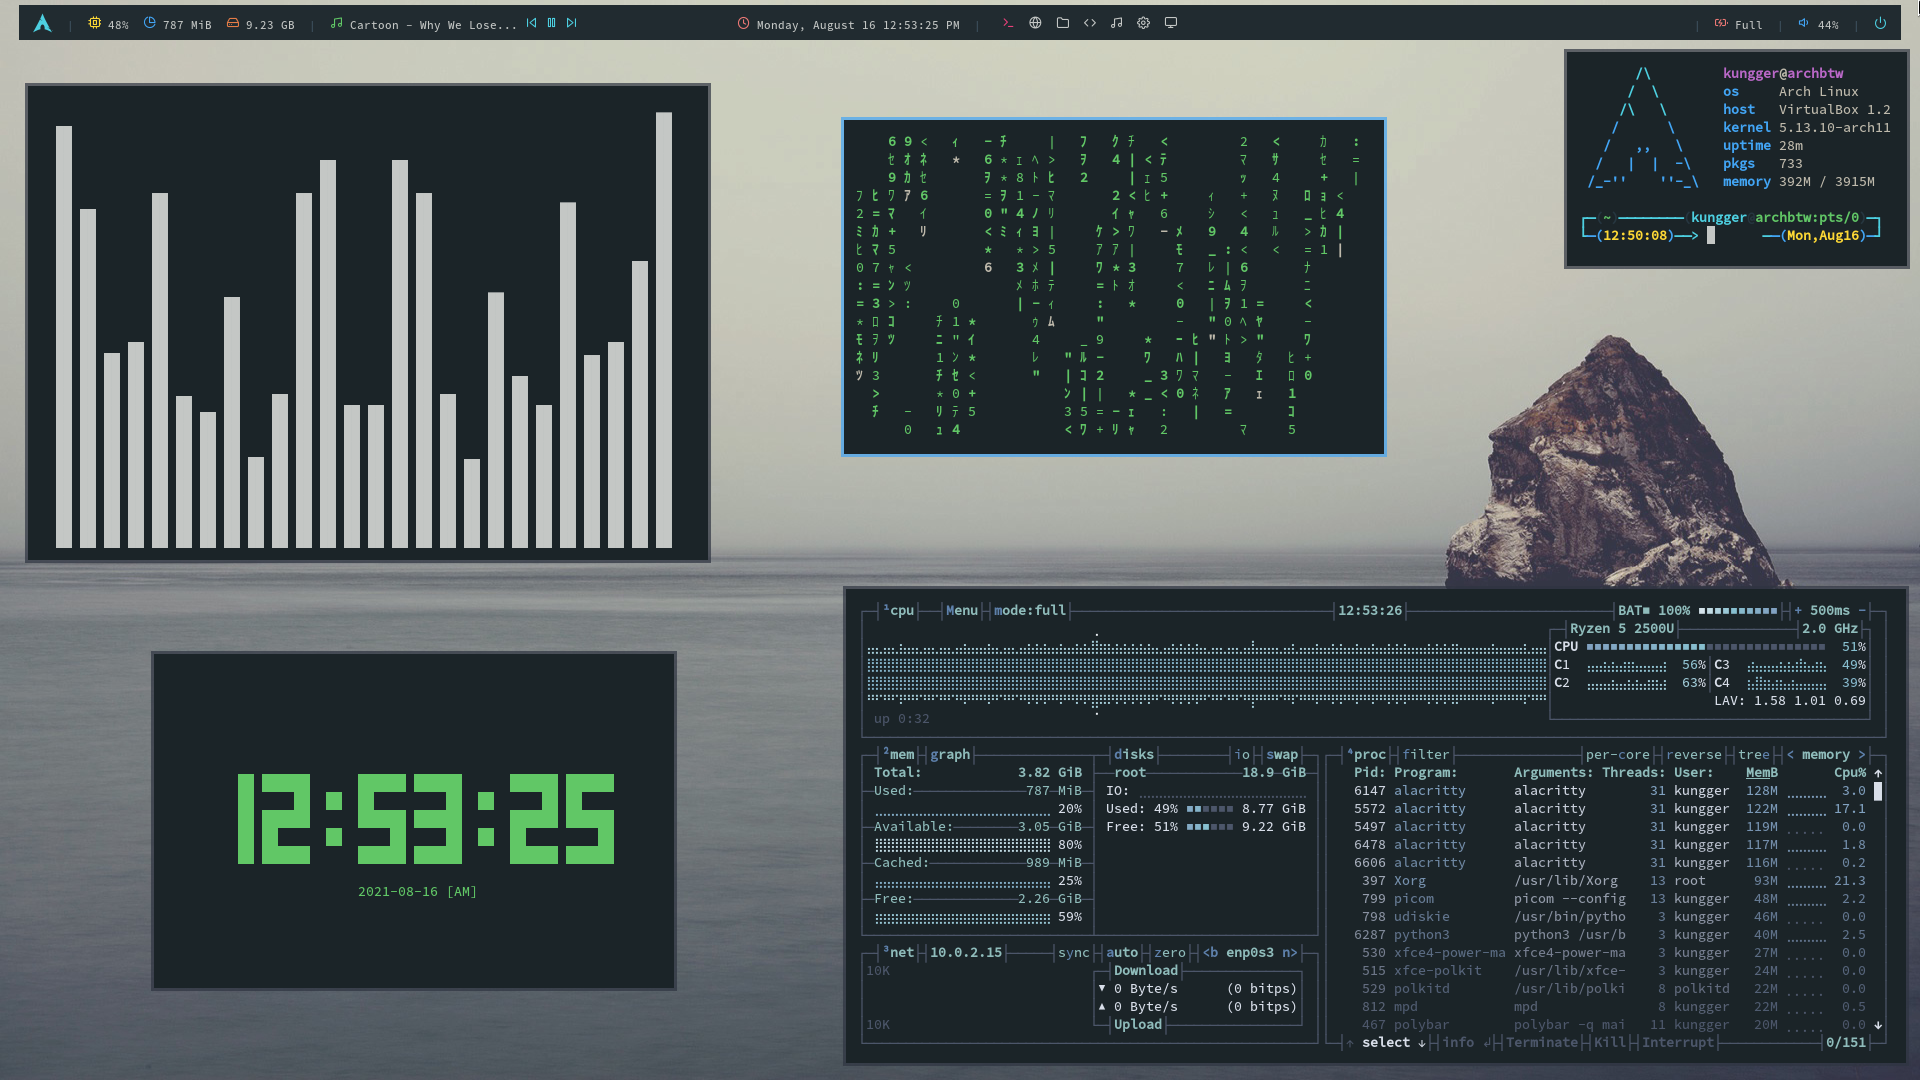 48% 787 MiB 9.23 GB Cartoon – Why We Lose... Monday, August 16 12:53:25 PM Full 44%
kungger@archbtw
os Arch Linux
host VirtualBox 1.2
kernel 5.13.10-arch11
uptime 28m
pkgs 733
memory 392M / 3915M
~ kungger archbtw:pts/0
(12:50:08) (Mon,Aug16)
12:53:25
2021-08-16 [AM]
¹cpu Menu mode:full 12:53:26 BAT■ 100% + 500ms -
Ryzen 5 2500U 2.0 GHz
CPU 51%
C1 56% C3 49%
C2 63% C4 39%
LAV: 1.58 1.01 0.69
up 0:32
²mem graph disks io swap
Total: 3.82 GiB root 18.9 GiB
Used: 787 MiB IO:
20% Used: 49% 8.77 GiB
Available: 3.05 GiB Free: 51% 9.22 GiB
80%
Cached: 989 MiB
25%
Free: 2.26 GiB
59%
³net 10.0.2.15 sync auto zero <b enp0s3 n>
10K Download
▼ 0 Byte/s (0 bitps)
▲ 0 Byte/s (0 bitps)
10K Upload
⁴proc filter per-core reverse tree < memory >
Pid: Program: Arguments: Threads: User: MemB Cpu% ↑
6147 alacritty alacritty 31 kungger 128M 3.0
5572 alacritty alacritty 31 kungger 122M 17.1
5497 alacritty alacritty 31 kungger 119M 0.0
6478 alacritty alacritty 31 kungger 117M 1.8
6606 alacritty alacritty 31 kungger 116M 0.2
397 Xorg /usr/lib/Xorg 13 root 93M 21.3
799 picom picom --config 13 kungger 48M 2.2
798 udiskie /usr/bin/pytho 3 kungger 46M 0.0
6287 python3 python3 /usr/b 3 kungger 40M 2.5
530 xfce4-power-ma xfce4-power-ma 3 kungger 27M 0.0
515 xfce-polkit /usr/lib/xfce- 3 kungger 24M 0.0
529 polkitd /usr/lib/polki 8 polkitd 22M 0.0
812 mpd mpd 8 kungger 22M 0.5
467 polybar polybar -q mai 11 kungger 20M 0.0 ↓
↑ select ↓ info ↲ Terminate Kill Interrupt 0/151